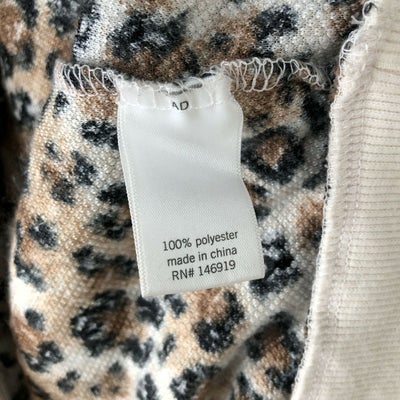 100% polyester
made in china
RN# 146919